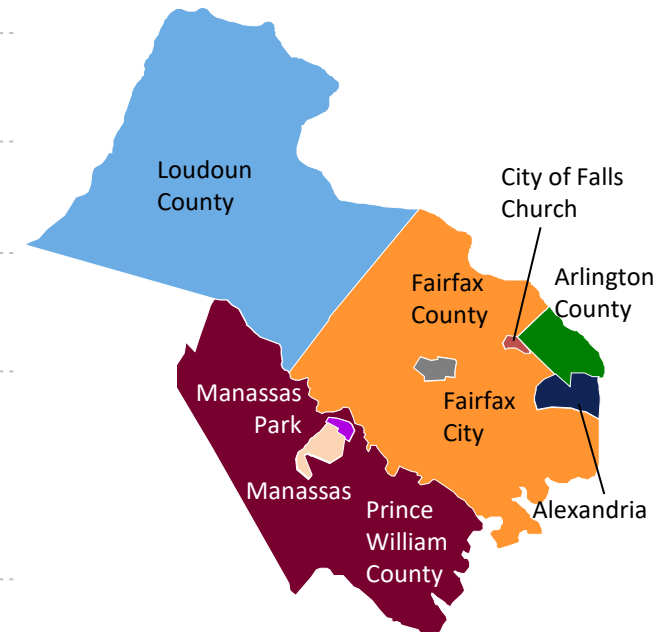 Loudoun
County
City of Falls
Church
Fairfax
County
Arlington
County
Manassas
Park
Fairfax
City
Manassas
Prince
William
County
Alexandria